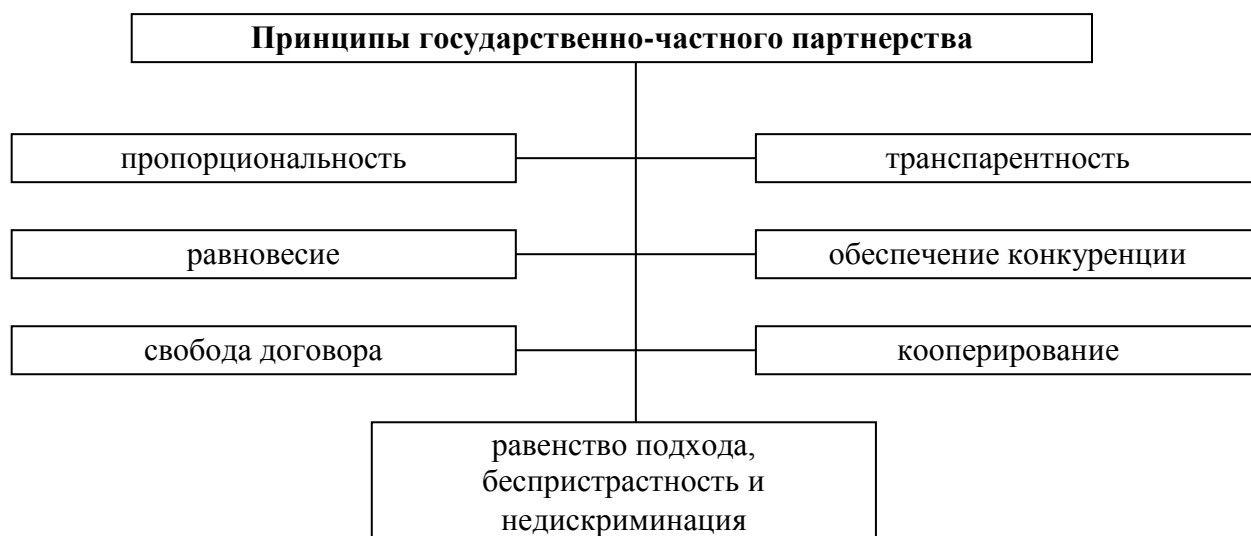 Принципы государственно-частного партнерства
пропорциональность
транспарентность
равновесие
обеспечение конкуренции
свобода договора
кооперирование
равенство подхода,
беспристрастность и
недискриминация